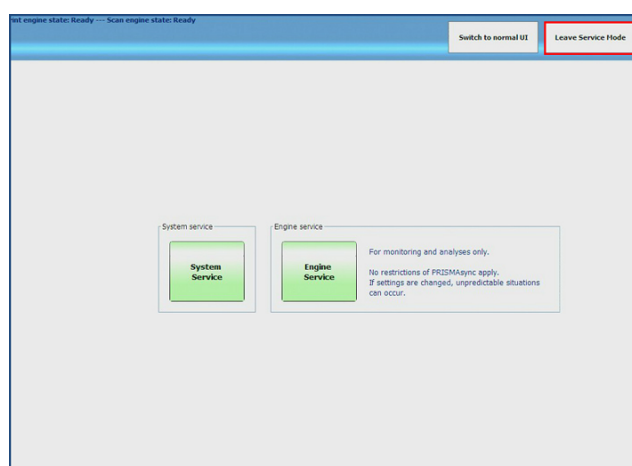 int engine state: Ready --- Scan engine state: Ready
Switch to normal UI
Leave Service Mode
System service
System
Service
Engine service
Engine
Service
For monitoring and analyses only.
No restrictions of PRISMAsync apply.
If settings are changed, unpredictable situations
can occur.